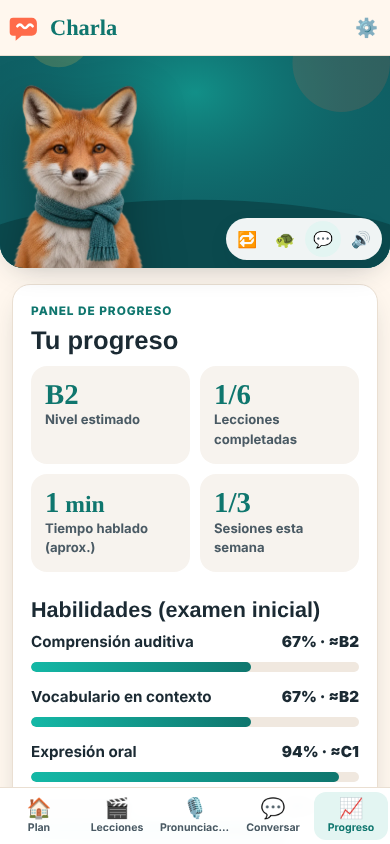 Charla
PANEL DE PROGRESO
Tu progreso
B2
Nivel estimado
1/6
Lecciones
completadas
1 min
Tiempo hablado
(aprox.)
1/3
Sesiones esta
semana
Habilidades (examen inicial)
Comprensión auditiva 67% · ≈B2
Vocabulario en contexto 67% · ≈B2
Expresión oral 94% · ≈C1
Plan Lecciones Pronunciac... Conversar Progreso